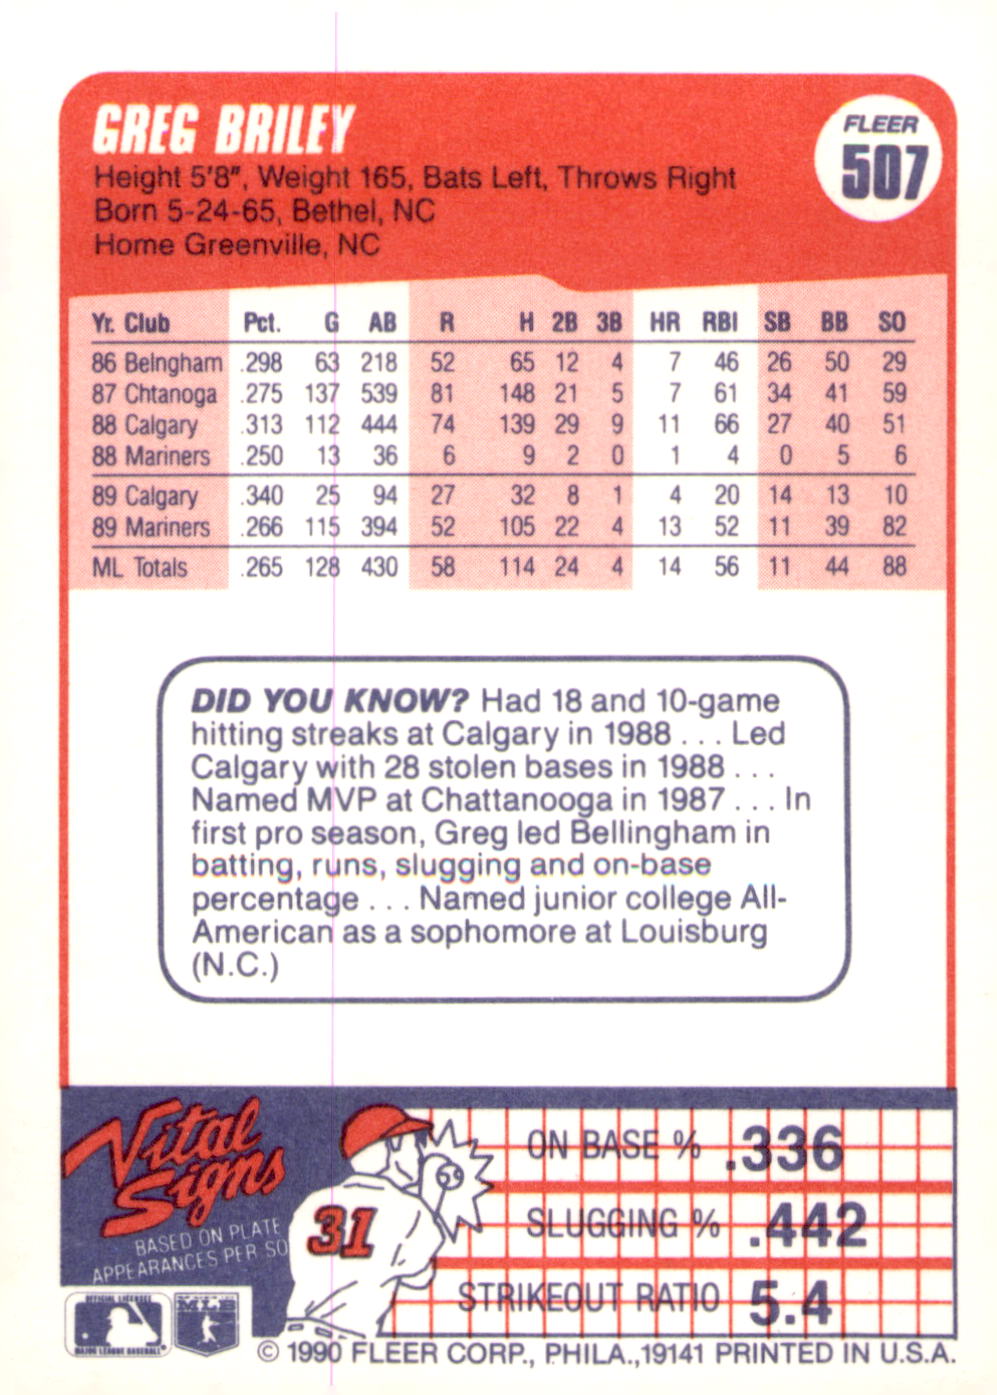 GREG BRILEY
FLEER
507
Height 5'8", Weight 165, Bats Left, Throws Right
Born 5-24-65, Bethel, NC
Home Greenville, NC
Yr. Club Pct. G AB R H 2B 3B HR RBI SB BB SO
86 Belngham .298 63 218 52 65 12 4 7 46 26 50 29
87 Chtanoga .275 137 539 81 148 21 5 7 61 34 41 59
88 Calgary .313 112 444 74 139 29 9 11 66 27 40 51
88 Mariners .250 13 36 6 9 2 0 1 4 0 5 6
89 Calgary .340 25 94 27 32 8 1 4 20 14 13 10
89 Mariners .266 115 394 52 105 22 4 13 52 11 39 82
ML Totals .265 128 430 58 114 24 4 14 56 11 44 88
DID YOU KNOW? Had 18 and 10-game
hitting streaks at Calgary in 1988 . . . Led
Calgary with 28 stolen bases in 1988 . . .
Named MVP at Chattanooga in 1987 . . . In
first pro season, Greg led Bellingham in
batting, runs, slugging and on-base
percentage . . . Named junior college All-
American as a sophomore at Louisburg
(N.C.)
Vital
Signs
BASED ON PLATE
APPEARANCES PER SO
31
ON BASE % .336
SLUGGING % .442
STRIKEOUT RATIO 5.4
OFFICIAL LICENSEE
MAJOR LEAGUE BASEBALL
MLB
© 1990 FLEER CORP., PHILA.,19141 PRINTED IN U.S.A.